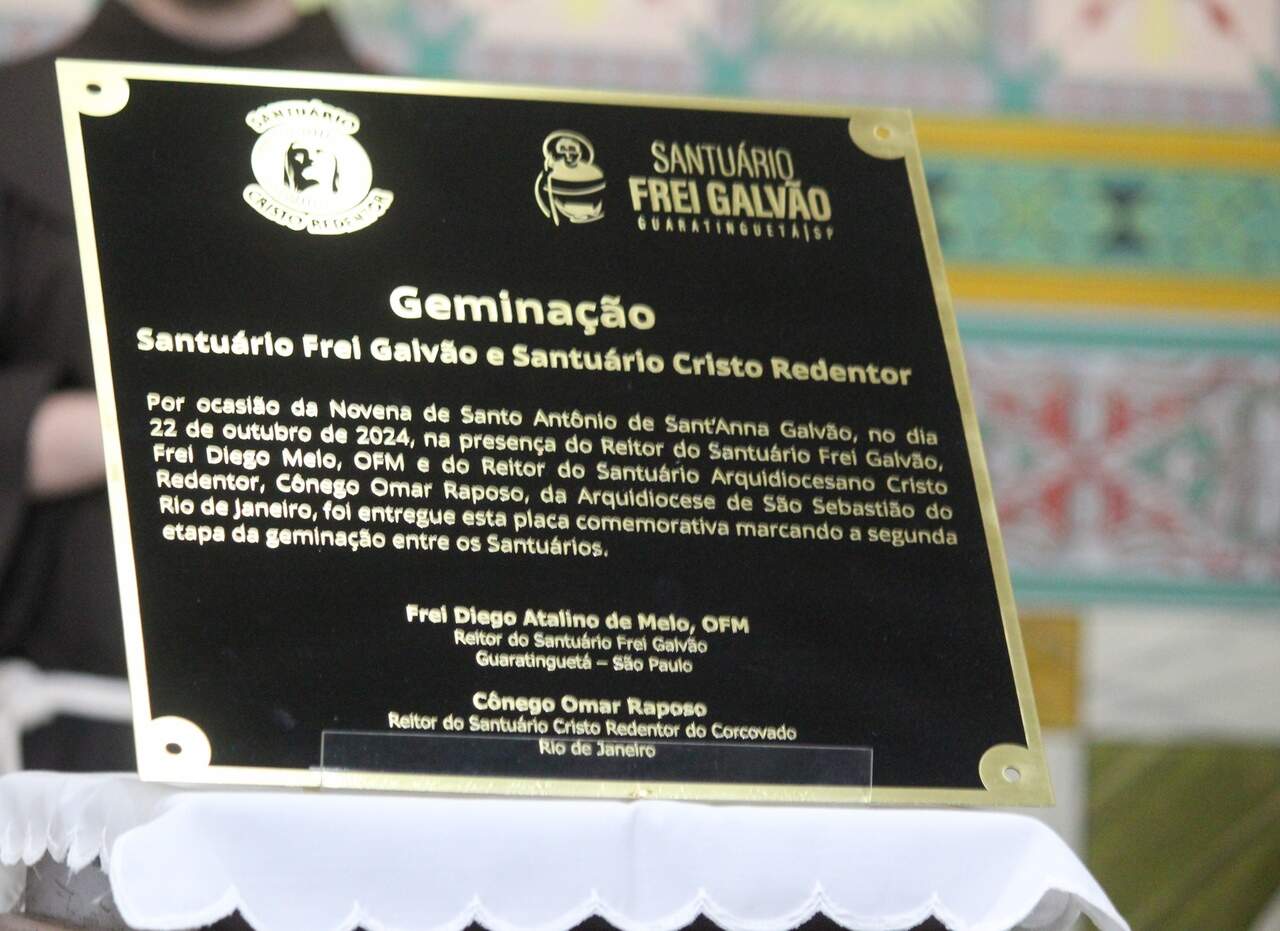 SANTUÁRIO
CRISTO REDENTOR
SANTUÁRIO
FREI GALVÃO
GUARATINGUETÁ|SP
Geminação
Santuário Frei Galvão e Santuário Cristo Redentor
Por ocasião da Novena de Santo Antônio de Sant'Anna Galvão, no dia
22 de outubro de 2024, na presença do Reitor do Santuário Frei Galvão,
Frei Diego Melo, OFM e do Reitor do Santuário Arquidiocesano Cristo
Redentor, Cônego Omar Raposo, da Arquidiocese de São Sebastião do
Rio de Janeiro, foi entregue esta placa comemorativa marcando a segunda
etapa da geminação entre os Santuários.
Frei Diego Atalino de Melo, OFM
Reitor do Santuário Frei Galvão
Guaratinguetá – São Paulo
Cônego Omar Raposo
Reitor do Santuário Cristo Redentor do Corcovado
Rio de Janeiro